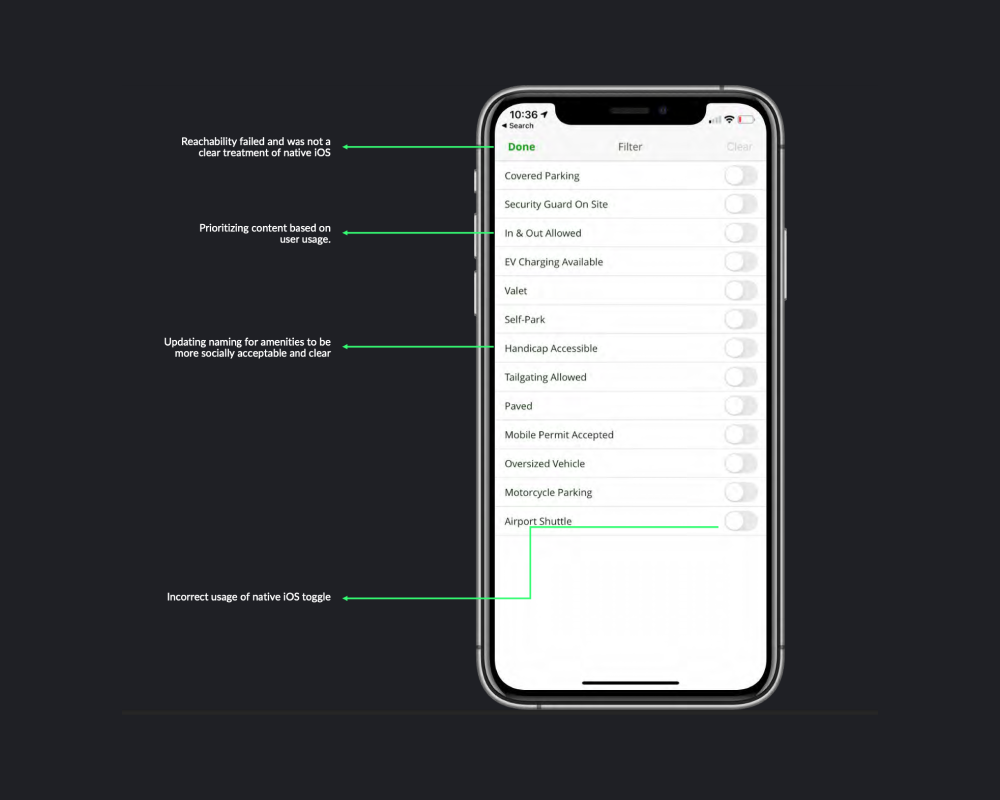 Reachability failed and was not a
clear treatment of native iOS
Prioritizing content based on
user usage.
Updating naming for amenities to be
more socially acceptable and clear
Incorrect usage of native iOS toggle
10:36
Search
Done
Filter
Clear
Covered Parking
Security Guard On Site
In & Out Allowed
EV Charging Available
Valet
Self-Park
Handicap Accessible
Tailgating Allowed
Paved
Mobile Permit Accepted
Oversized Vehicle
Motorcycle Parking
Airport Shuttle